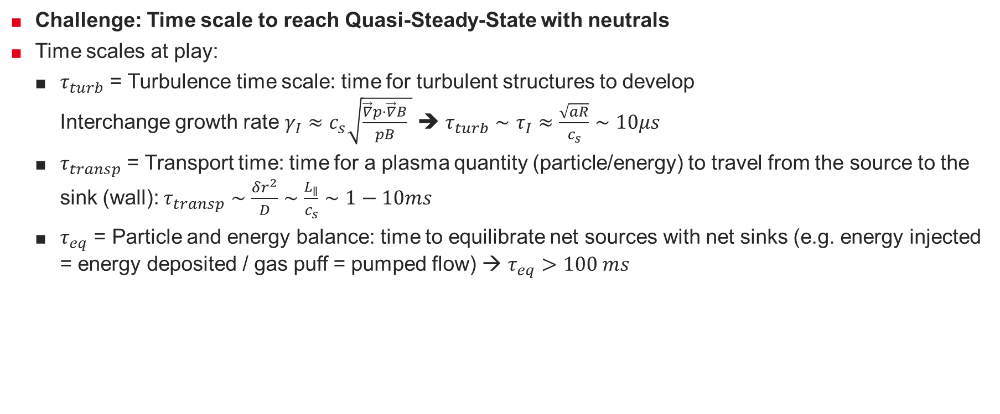 ■ Challenge: Time scale to reach Quasi-Steady-State with neutrals
■ Time scales at play:
■ $\tau_{turb}$ = Turbulence time scale: time for turbulent structures to develop
Interchange growth rate $\gamma_I \approx c_s \sqrt{\frac{\vec{\nabla}p \cdot \vec{\nabla}B}{pB}}$ ➔ $\tau_{turb} \sim \tau_I \approx \frac{\sqrt{aR}}{c_s} \sim 10\mu s$
■ $\tau_{transp}$ = Transport time: time for a plasma quantity (particle/energy) to travel from the source to the
sink (wall): $\tau_{transp} \sim \frac{\delta r^2}{D} \sim \frac{L_\parallel}{c_s} \sim 1 - 10ms$
■ $\tau_{eq}$ = Particle and energy balance: time to equilibrate net sources with net sinks (e.g. energy injected
= energy deposited / gas puff = pumped flow) → $\tau_{eq} > 100\ ms$